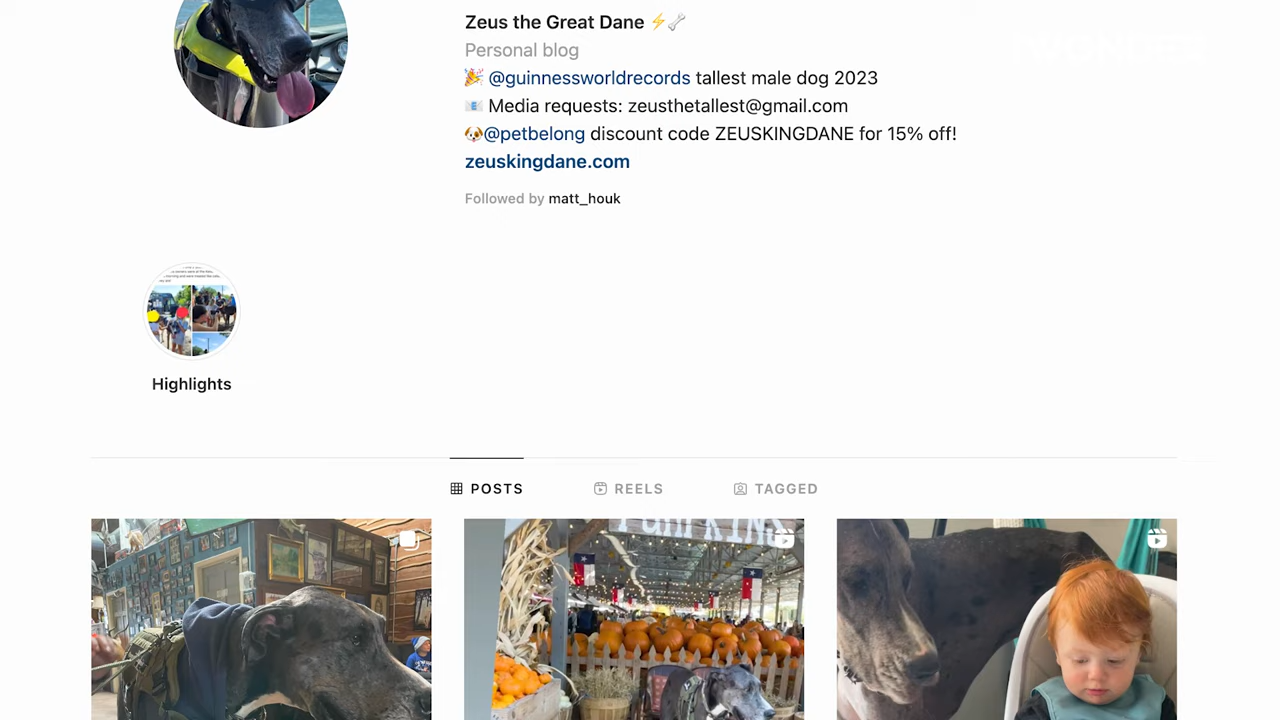 Zeus the Great Dane ⚡🦴
Personal blog
🎉 @guinnessworldrecords tallest male dog 2023
📧 Media requests: zeusthetallest@gmail.com
🐶@petbelong discount code ZEUSKINGDANE for 15% off!
zeuskingdane.com
Followed by matt_houk
Highlights
POSTS
REELS
TAGGED
PUMPKINS